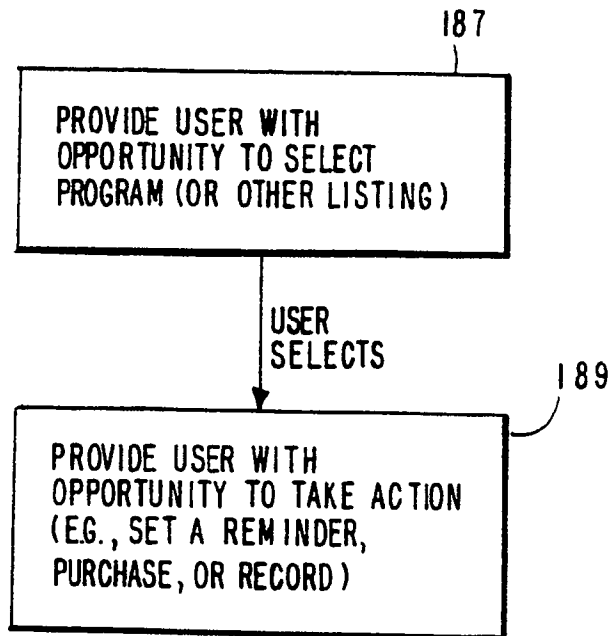 187
PROVIDE USER WITH
OPPORTUNITY TO SELECT
PROGRAM (OR OTHER LISTING)
USER
SELECTS
189
PROVIDE USER WITH
OPPORTUNITY TO TAKE ACTION
(E.G., SET A REMINDER,
PURCHASE, OR RECORD)